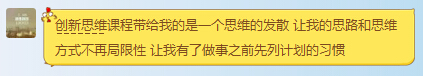 创新思维课程带给我的是一个思维的发散 让我的思路和思维
方式不再局限性 让我有了做事之前先列计划的习惯